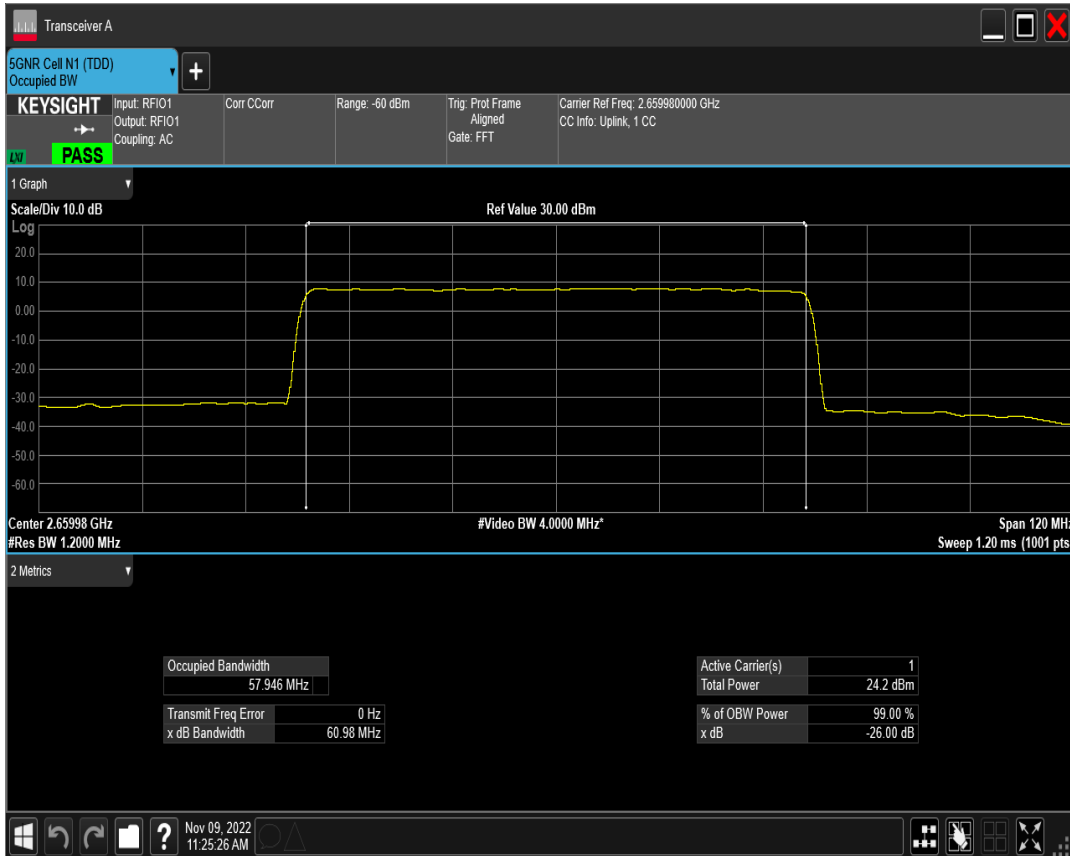 Transceiver A
5GNR Cell N1 (TDD)
Occupied BW
+
KEYSIGHT
LXI
PASS
Input: RFIO1
Output: RFIO1
Coupling: AC
Corr CCorr
Range: -60 dBm
Trig: Prot Frame
Aligned
Gate: FFT
Carrier Ref Freq: 2.659980000 GHz
CC Info: Uplink, 1 CC
1 Graph
Scale/Div 10.0 dB
Ref Value 30.00 dBm
Log
20.0
10.0
0.00
-10.0
-20.0
-30.0
-40.0
-50.0
-60.0
Center 2.65998 GHz
#Video BW 4.0000 MHz*
Span 120 MHz
#Res BW 1.2000 MHz
Sweep 1.20 ms (1001 pts
2 Metrics
Occupied Bandwidth
57.946 MHz
Transmit Freq Error 0 Hz
x dB Bandwidth 60.98 MHz
Active Carrier(s) 1
Total Power 24.2 dBm
% of OBW Power 99.00 %
x dB -26.00 dB
?
Nov 09, 2022
11:25:26 AM